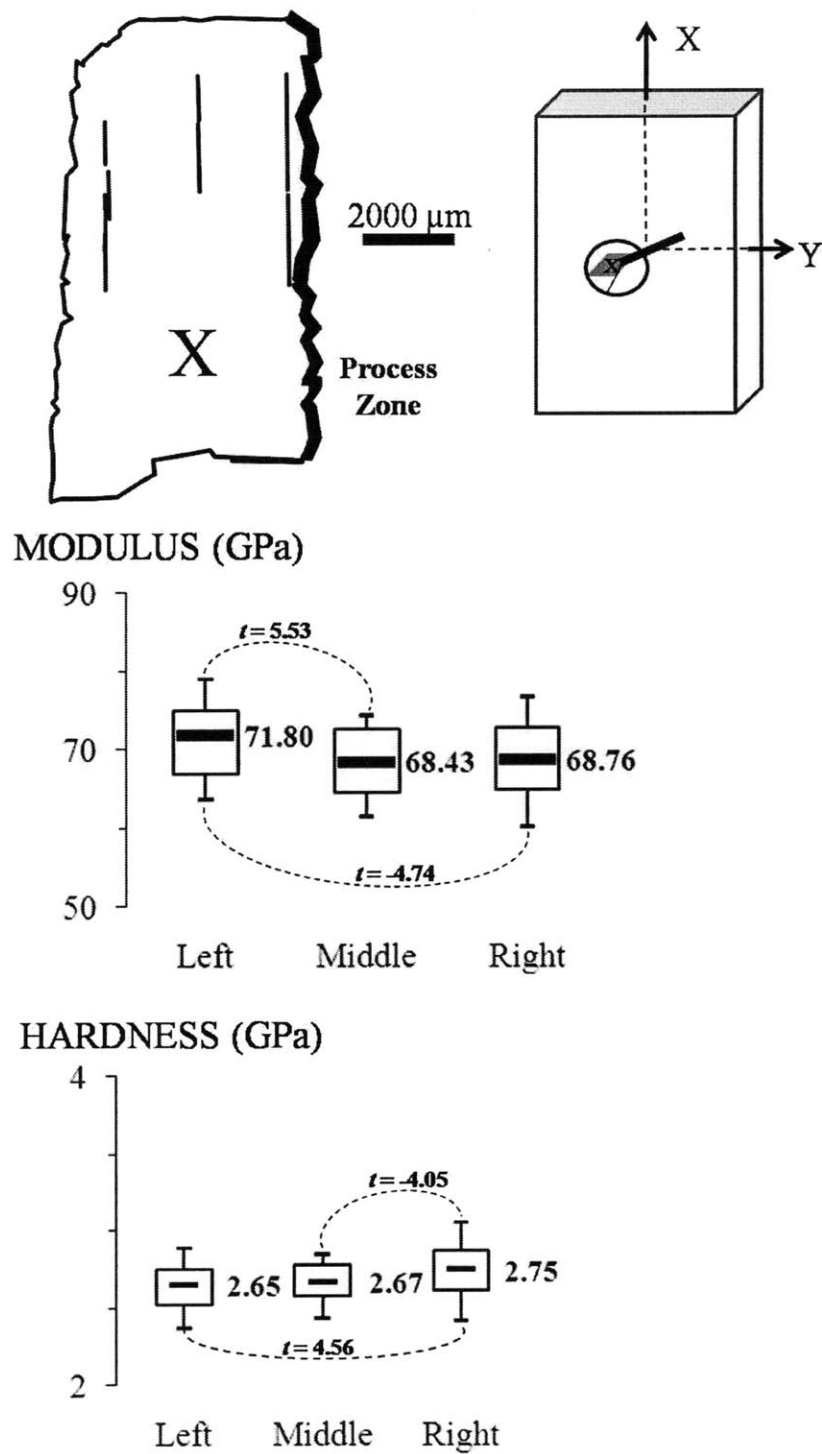 X
Y
x
2000 µm
X
Process
Zone
MODULUS (GPa)
90
t = 5.53
71.80
68.43
68.76
70
t = -4.74
50
Left Middle Right
HARDNESS (GPa)
4
t = -4.05
2.65
2.67
2.75
t = 4.56
2
Left Middle Right